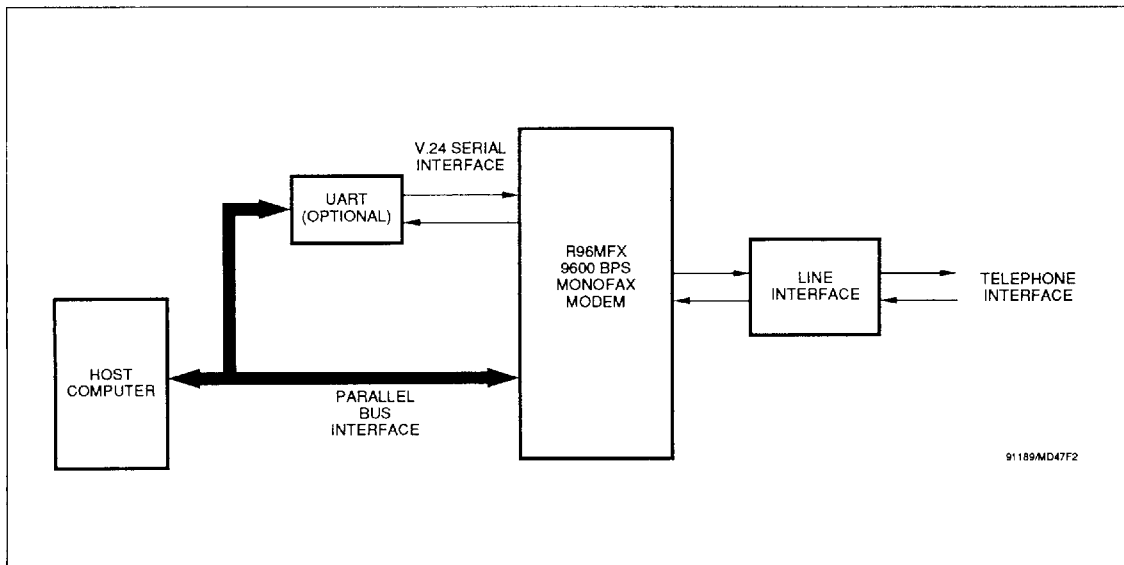 V.24 SERIAL
INTERFACE
UART
(OPTIONAL)
R96MFX
9600 BPS
MONOFAX
MODEM
LINE
INTERFACE
TELEPHONE
INTERFACE
HOST
COMPUTER
PARALLEL
BUS
INTERFACE
91189/MD47F2